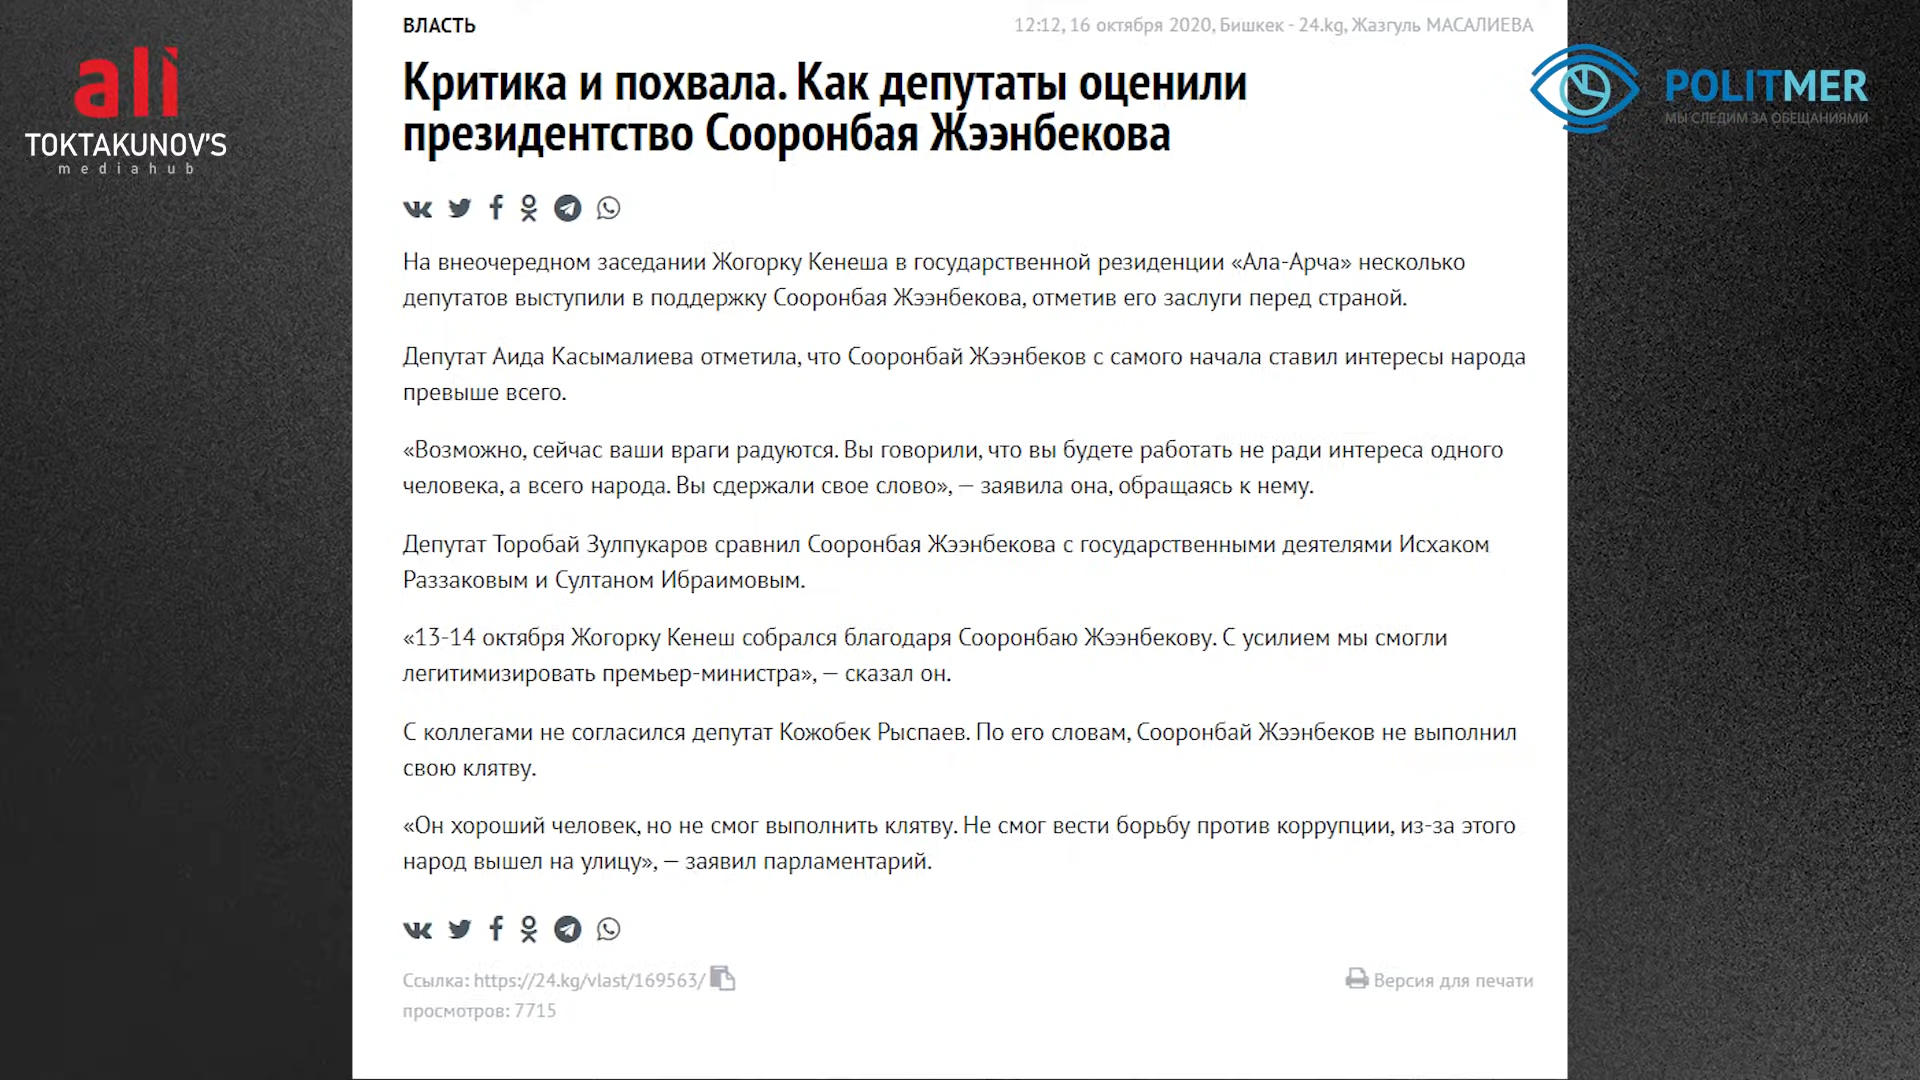 ali
TOKTAKUNOV'S
mediahub
POLITMER
МЫ СЛЕДИМ ЗА ОБЕЩАНИЯМИ
ВЛАСТЬ
12:12, 16 октября 2020, Бишкек - 24.kg, Жазгуль МАСАЛИЕВА
Критика и похвала. Как депутаты оценили
президентство Сооронбая Жээнбекова
На внеочередном заседании Жогорку Кенеша в государственной резиденции «Ала-Арча» несколько
депутатов выступили в поддержку Сооронбая Жээнбекова, отметив его заслуги перед страной.
Депутат Аида Касымалиева отметила, что Сооронбай Жээнбеков с самого начала ставил интересы народа
превыше всего.
«Возможно, сейчас ваши враги радуются. Вы говорили, что вы будете работать не ради интереса одного
человека, а всего народа. Вы сдержали свое слово», — заявила она, обращаясь к нему.
Депутат Торобай Зулпукаров сравнил Сооронбая Жээнбекова с государственными деятелями Исхаком
Раззаковым и Султаном Ибраимовым.
«13-14 октября Жогорку Кенеш собрался благодаря Сооронбаю Жээнбекову. С усилием мы смогли
легитимизировать премьер-министра», — сказал он.
С коллегами не согласился депутат Кожобек Рыспаев. По его словам, Сооронбай Жээнбеков не выполнил
свою клятву.
«Он хороший человек, но не смог выполнить клятву. Не смог вести борьбу против коррупции, из-за этого
народ вышел на улицу», — заявил парламентарий.
Ссылка: https://24.kg/vlast/169563/
Версия для печати
просмотров: 7715